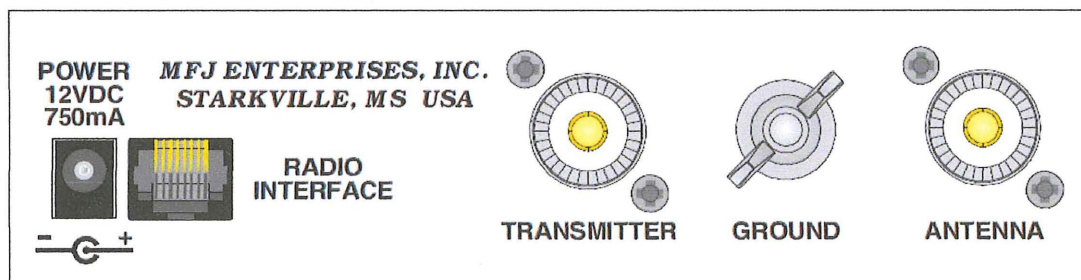 POWER
12VDC
750mA
MFJ ENTERPRISES, INC.
STARKVILLE, MS USA
RADIO
INTERFACE
- +
TRANSMITTER
GROUND
ANTENNA